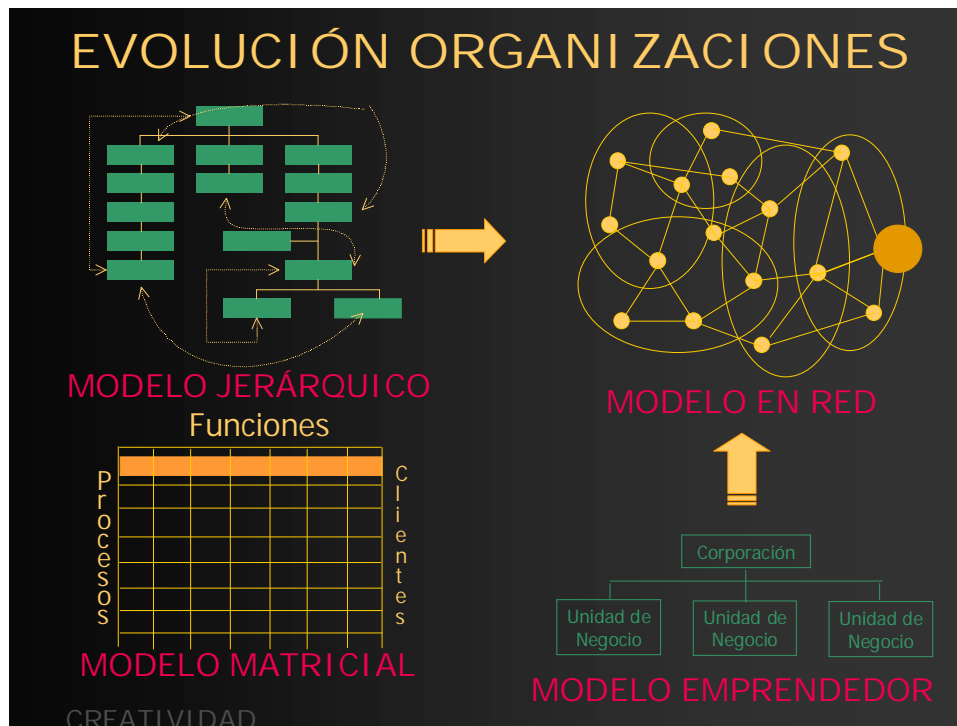 EVOLUCIÓN ORGANIZACIONES
MODELO JERÁRQUICO
MODELO EN RED
Funciones
Procesos
Clientes
MODELO MATRICIAL
Corporación
Unidad de
Negocio
Unidad de
Negocio
Unidad de
Negocio
MODELO EMPRENDEDOR
CREATIVIDAD